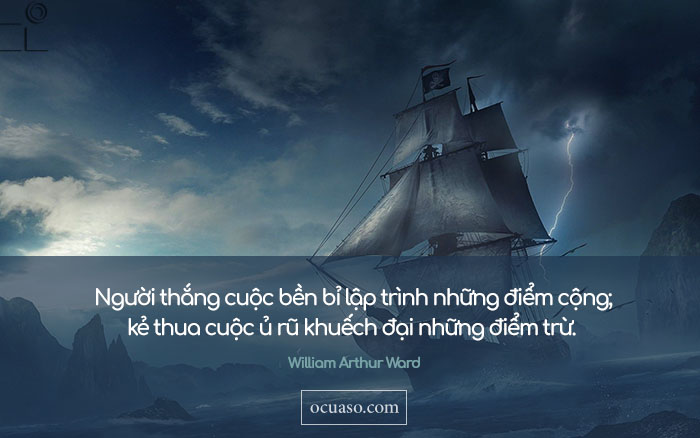 Người thắng cuộc bền bỉ lập trình những điểm cộng;
kẻ thua cuộc ủ rũ khuếch đại những điểm trừ.
William Arthur Ward
ocuaso.com